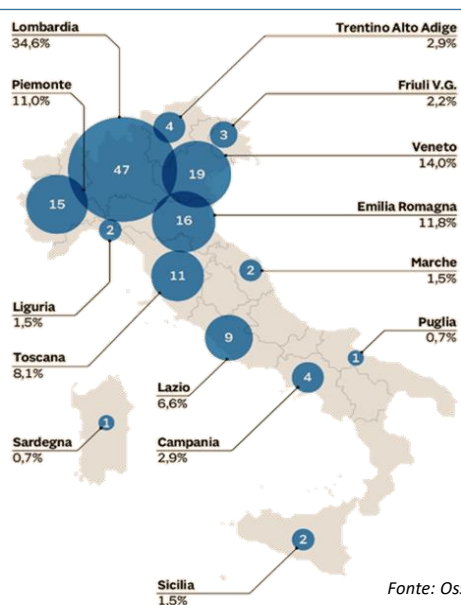 Lombardia
34,6%
Trentino Alto Adige
2,9%
Piemonte
11,0%
Friuli V.G.
2,2%
4
3
Veneto
14,0%
47
19
15
16
Emilia Romagna
11,8%
2
11
2
Marche
1,5%
Liguria
1,5%
9
Puglia
0,7%
1
Toscana
8,1%
4
Lazio
6,6%
1
Sardegna
0,7%
Campania
2,9%
2
Sicilia
1,5%
Fonte: Os